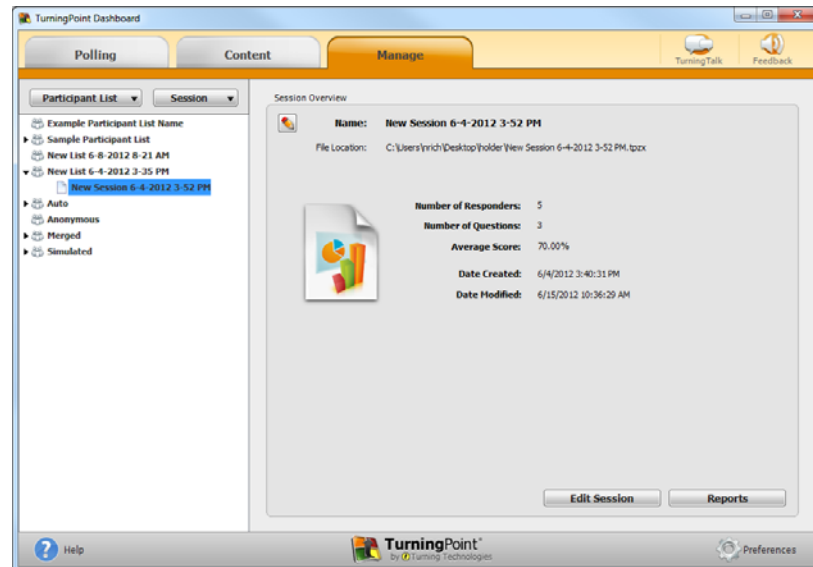 TurningPoint Dashboard
Polling
Content
Manage
TurningTalk
Feedback
Participant List
Session
Example Participant List Name
Sample Participant List
New List 6-8-2012 8-21 AM
New List 6-4-2012 3-35 PM
New Session 6-4-2012 3-52 PM
Auto
Anonymous
Merged
Simulated
Session Overview
Name: New Session 6-4-2012 3-52 PM
File Location: C:\Users\nrich\Desktop\holder\New Session 6-4-2012 3-52 PM.tpzx
Number of Responders: 5
Number of Questions: 3
Average Score: 70.00%
Date Created: 6/4/2012 3:40:31 PM
Date Modified: 6/15/2012 10:36:29 AM
Edit Session
Reports
Help
TurningPoint
by Turning Technologies
Preferences